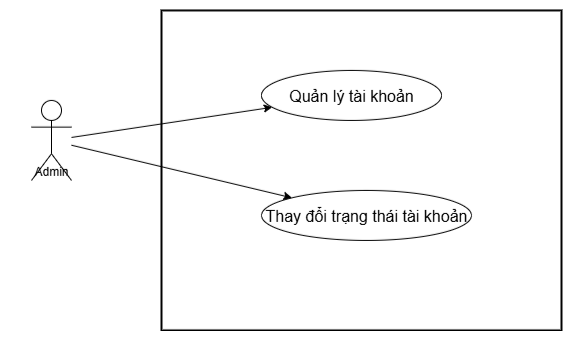 Quản lý tài khoản
Admin
Thay đổi trạng thái tài khoản